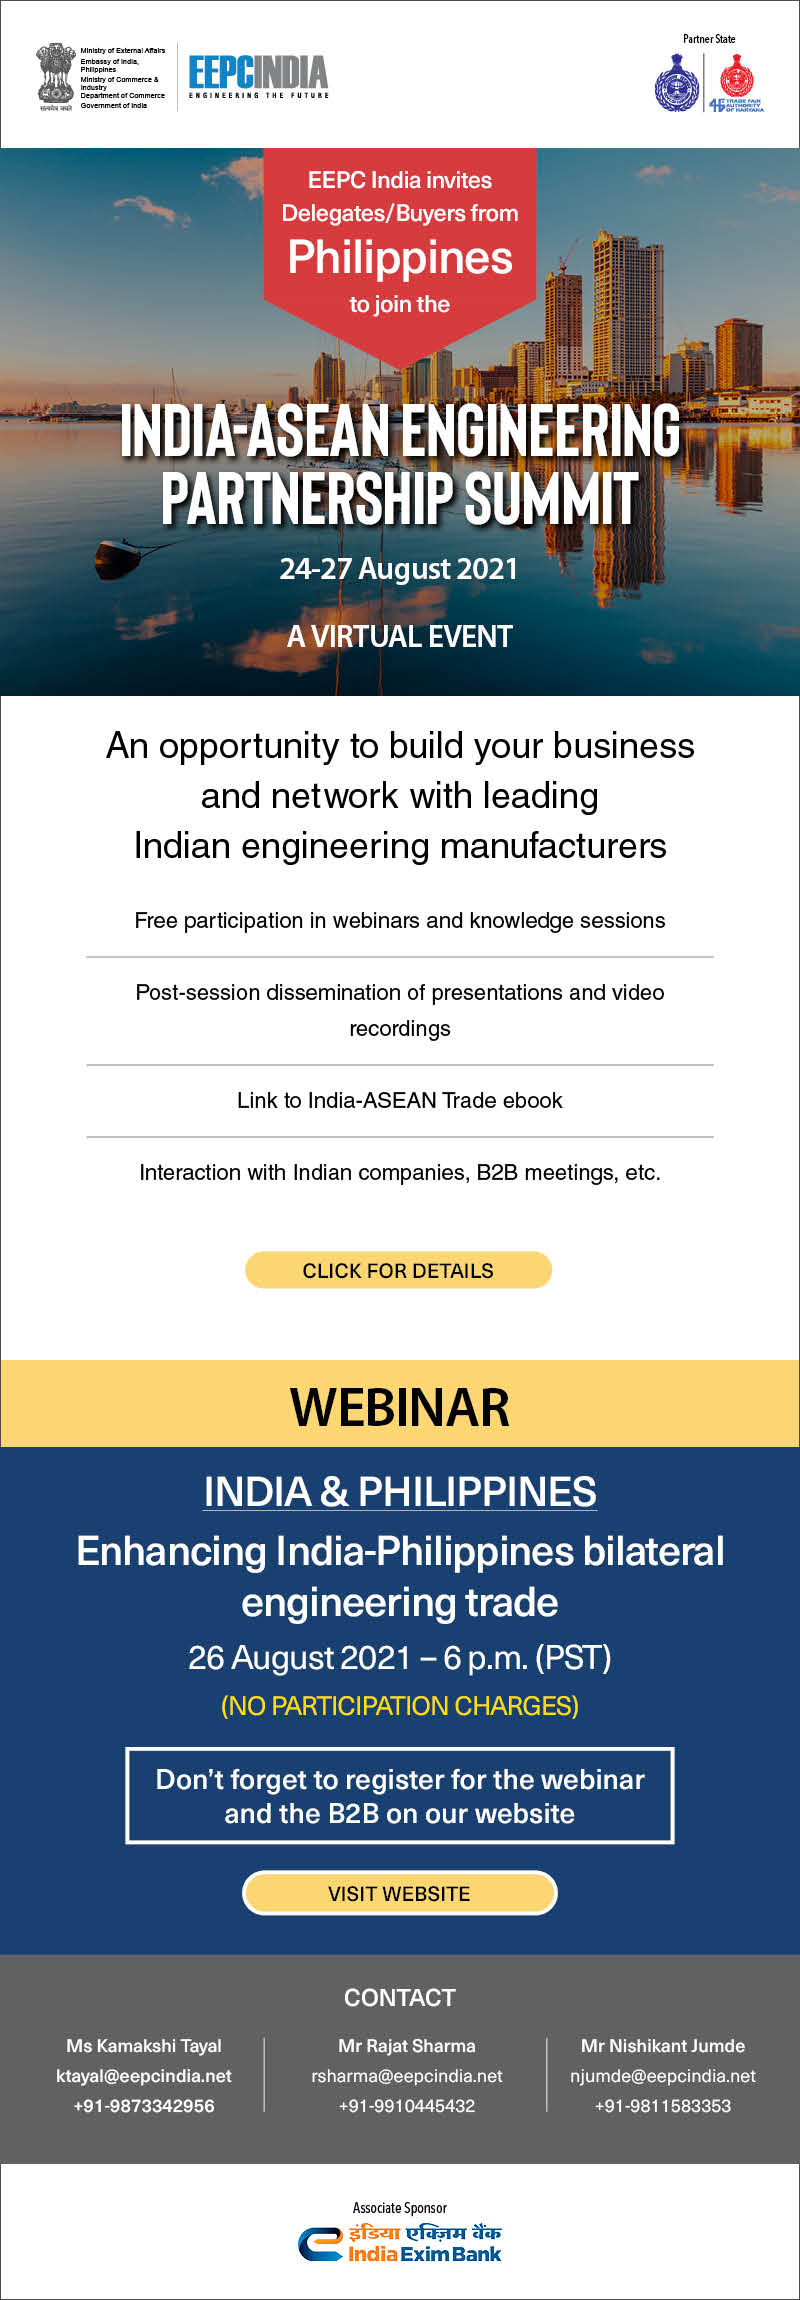 Ministry of External Affairs
Embassy of India,
Philippines
Ministry of Commerce &
Industry
Department of Commerce
Government of India
सत्यमेव जयते
EEPCINDIA
ENGINEERING THE FUTURE
Partner State
TRADE FAIR
AUTHORITY
OF HARYANA
EEPC India invites
Delegates/Buyers from
Philippines
to join the
INDIA-ASEAN ENGINEERING
PARTNERSHIP SUMMIT
24-27 August 2021
A VIRTUAL EVENT
An opportunity to build your business
and network with leading
Indian engineering manufacturers
Free participation in webinars and knowledge sessions
Post-session dissemination of presentations and video
recordings
Link to India-ASEAN Trade ebook
Interaction with Indian companies, B2B meetings, etc.
CLICK FOR DETAILS
WEBINAR
INDIA & PHILIPPINES
Enhancing India-Philippines bilateral
engineering trade
26 August 2021 – 6 p.m. (PST)
(NO PARTICIPATION CHARGES)
Don't forget to register for the webinar
and the B2B on our website
VISIT WEBSITE
CONTACT
Ms Kamakshi Tayal
ktayal@eepcindia.net
+91-9873342956
Mr Rajat Sharma
rsharma@eepcindia.net
+91-9910445432
Mr Nishikant Jumde
njumde@eepcindia.net
+91-9811583353
Associate Sponsor
इंडिया एक्ज़िम बैंक
India Exim Bank